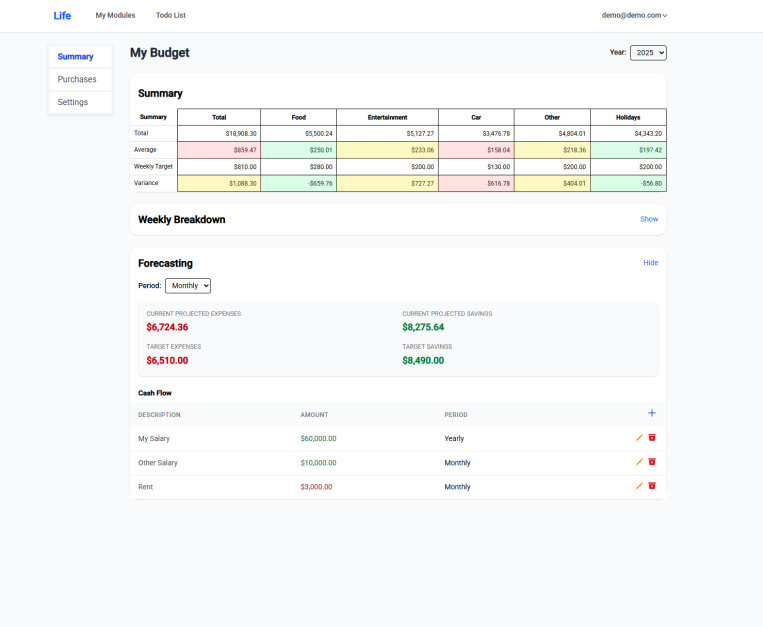 Life My Modules Todo List demo@demo.com
Summary
Purchases
Settings
My Budget Year: 2025
Summary
Summary Total Food Entertainment Car Other Holidays
Total $18,908.30 $5,500.24 $5,127.27 $3,476.78 $4,804.01 $4,343.20
Average $859.47 $250.01 $233.06 $158.04 $218.36 $197.42
Weekly Target $810.00 $280.00 $200.00 $130.00 $200.00 $200.00
Variance $1,088.30 -$659.76 $727.27 $616.78 $404.01 -$56.80
Weekly Breakdown Show
Forecasting Hide
Period: Monthly
CURRENT PROJECTED EXPENSES CURRENT PROJECTED SAVINGS
$6,724.36 $8,275.64
TARGET EXPENSES TARGET SAVINGS
$6,510.00 $8,490.00
Cash Flow
DESCRIPTION AMOUNT PERIOD
My Salary $60,000.00 Yearly
Other Salary $10,000.00 Monthly
Rent $3,000.00 Monthly